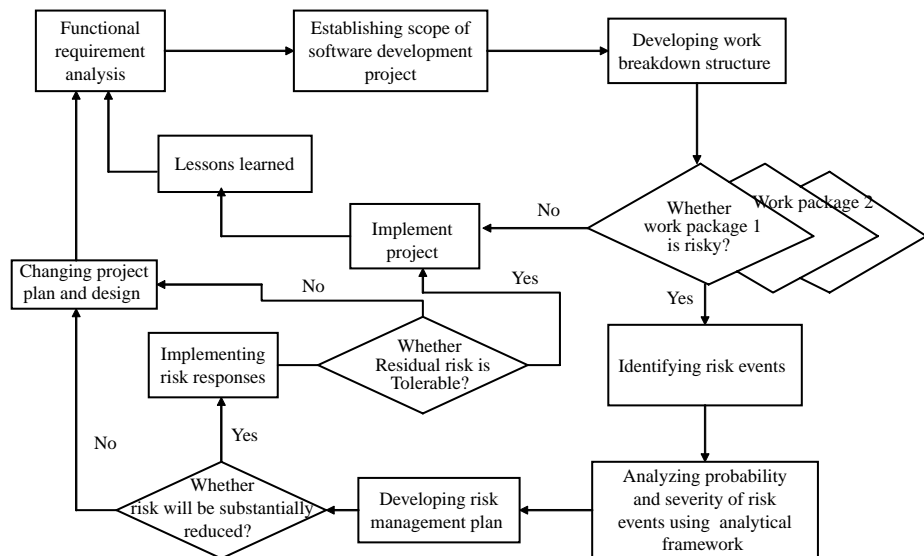 Functional
requirement
analysis
Establishing scope of
software development
project
Developing work
breakdown structure
Lessons learned
Implement
project
No
Whether
work package 1
is risky?
Work package 2
Changing project
plan and design
No
Yes
Yes
Implementing
risk responses
Whether
Residual risk is
Tolerable?
Identifying risk events
No
Yes
Whether
risk will be substantially
reduced?
Developing risk
management plan
Analyzing probability
and severity of risk
events using analytical
framework